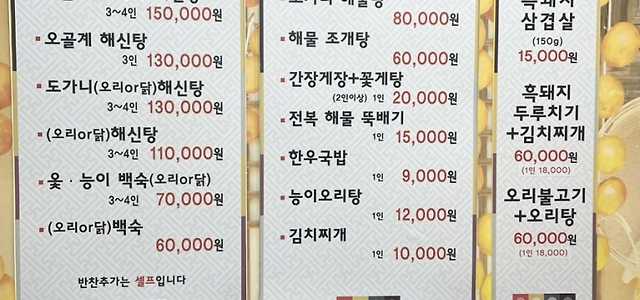 3~4인 150,000원
오골계 해신탕
3인 130,000원
도가니(오리or닭)해신탕
3~4인 130,000원
(오리or닭)해신탕
3~4인 110,000원
옻·능이 백숙(오리or닭)
3~4인 70,000원
(오리or닭)백숙
60,000원
반찬추가는 셀프입니다
80,000원
해물 조개탕
60,000원
간장게장+꽃게탕
(2인이상) 1인 20,000원
전복 해물 뚝배기
1인 15,000원
한우국밥
1인 9,000원
능이오리탕
1인 12,000원
김치찌개
1인 10,000원
흑돼지
삼겹살
(150g)
15,000원
흑돼지
두루치기
+김치찌개
60,000원
(1인 18,000)
오리불고기
+오리탕
60,000원
(1인 18,000)